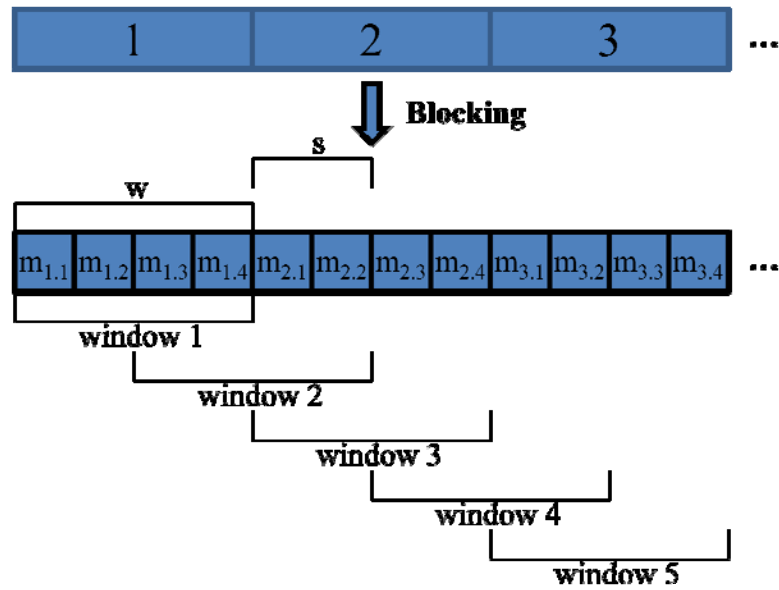 1 2 3 ...
Blocking
s
w
m1.1 m1.2 m1.3 m1.4 m2.1 m2.2 m2.3 m2.4 m3.1 m3.2 m3.3 m3.4 ...
window 1
window 2
window 3
window 4
window 5